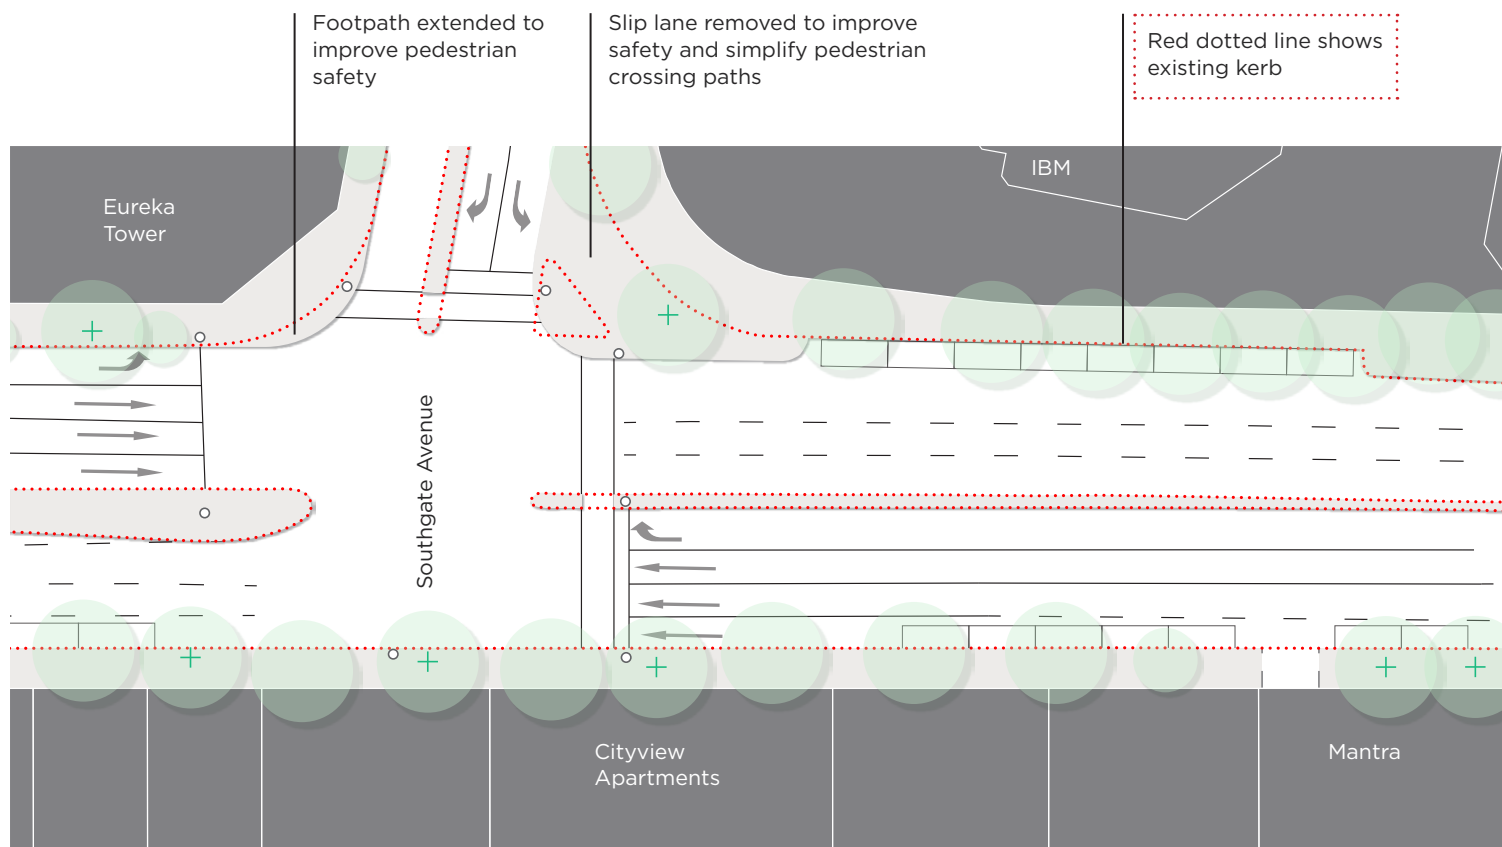 Footpath extended to
improve pedestrian
safety
Slip lane removed to improve
safety and simplify pedestrian
crossing paths
Red dotted line shows
existing kerb
IBM
Eureka
Tower
Southgate Avenue
Cityview
Apartments
Mantra